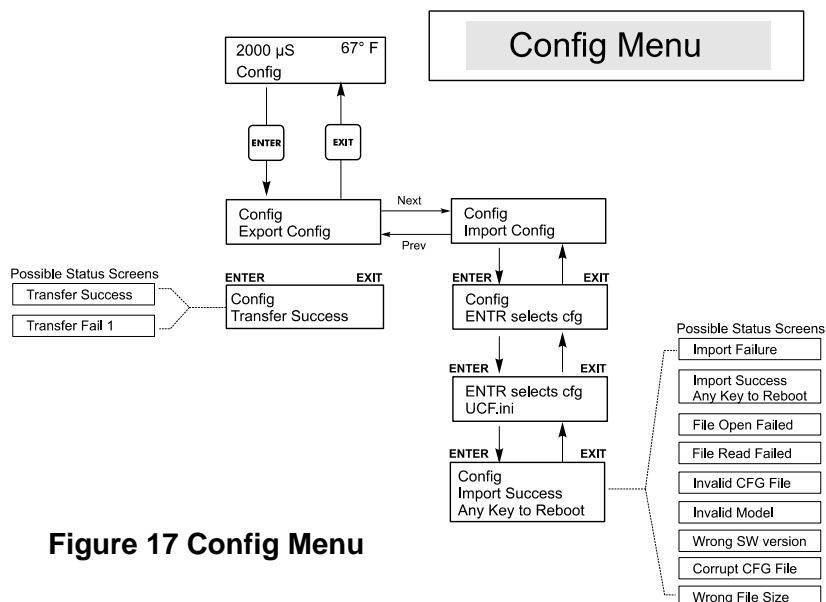 Config Menu
2000 µS 67° F
Config
ENTER
EXIT
Config
Export Config
Next
Prev
Config
Import Config
Possible Status Screens
Transfer Success
Transfer Fail 1
ENTER EXIT
Config
Transfer Success
ENTER EXIT
Config
ENTR selects cfg
ENTER EXIT
ENTR selects cfg
UCF.ini
ENTER EXIT
Config
Import Success
Any Key to Reboot
Possible Status Screens
Import Failure
Import Success
Any Key to Reboot
File Open Failed
File Read Failed
Invalid CFG File
Invalid Model
Wrong SW version
Corrupt CFG File
Wrong File Size
Figure 17 Config Menu